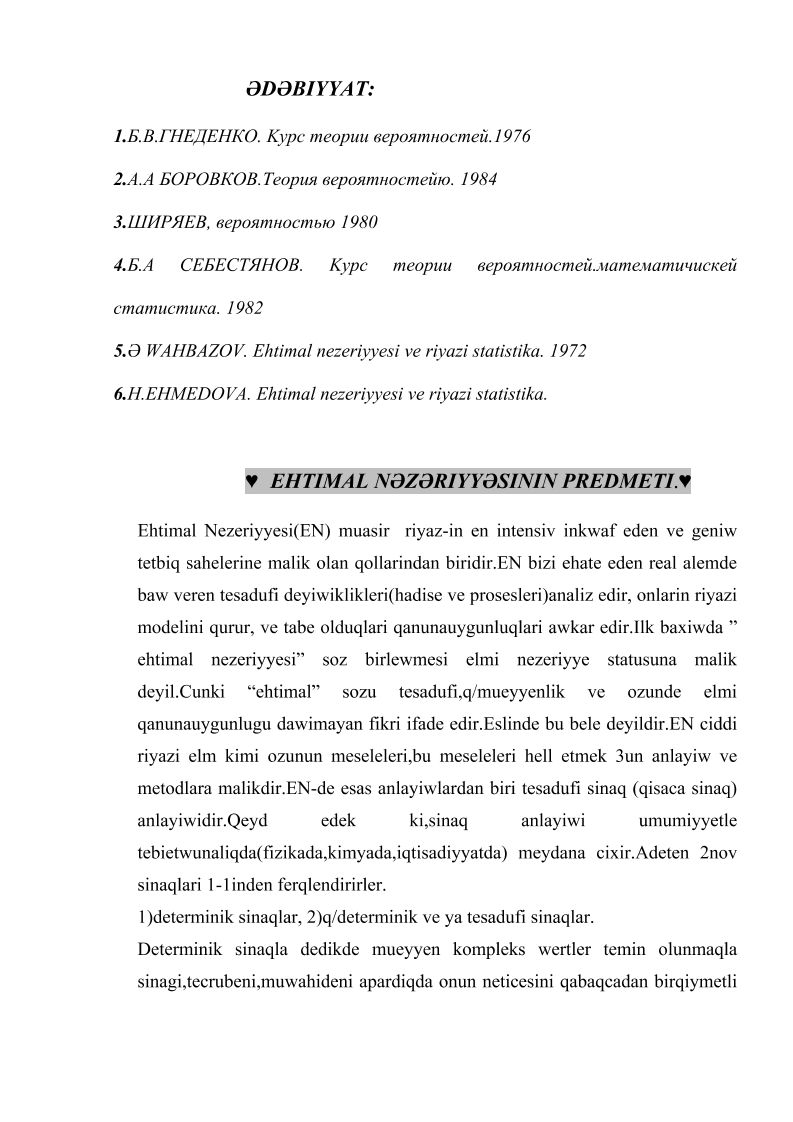 ƏDƏBIYYAT:
1.Б.В.ГНЕДЕНКО. Курс теории вероятностей.1976
2.А.А БОРОВКОВ.Теория вероятностейю. 1984
3.ШИРЯЕВ, вероятностью 1980
4.Б.А СЕБЕСТЯНОВ. Курс теории вероятностей.математичискей
статистика. 1982
5.Ə WAHBAZOV. Ehtimal nezeriyyesi ve riyazi statistika. 1972
6.H.EHMEDOVA. Ehtimal nezeriyyesi ve riyazi statistika.
♥ EHTIMAL NƏZƏRIYYƏSININ PREDMETI.♥
Ehtimal Nezeriyyesi(EN) muasir riyaz-in en intensiv inkwaf eden ve geniw
tetbiq sahelerine malik olan qollarindan biridir.EN bizi ehate eden real alemde
baw veren tesadufi deyiwiklikleri(hadise ve prosesleri)analiz edir, onlarin riyazi
modelini qurur, ve tabe olduqlari qanunauygunluqlari awkar edir.Ilk baxiwda ”
ehtimal nezeriyyesi” soz birlewmesi elmi nezeriyye statusuna malik
deyil.Cunki “ehtimal” sozu tesadufi,q/mueyyenlik ve ozunde elmi
qanunauygunlugu dawimayan fikri ifade edir.Eslinde bu bele deyildir.EN ciddi
riyazi elm kimi ozunun meseleleri,bu meseleleri hell etmek 3un anlayiw ve
metodlara malikdir.EN-de esas anlayiwlardan biri tesadufi sinaq (qisaca sinaq)
anlayiwidir.Qeyd edek ki,sinaq anlayiwi umumiyyetle
tebietwunaliqda(fizikada,kimyada,iqtisadiyyatda) meydana cixir.Adeten 2nov
sinaqlari 1-1inden ferqlendirirler.
1)determinik sinaqlar, 2)q/determinik ve ya tesadufi sinaqlar.
Determinik sinaqla dedikde mueyyen kompleks wertler temin olunmaqla
sinagi,tecrubeni,muwahideni apardiqda onun neticesini qabaqcadan birqiymetli